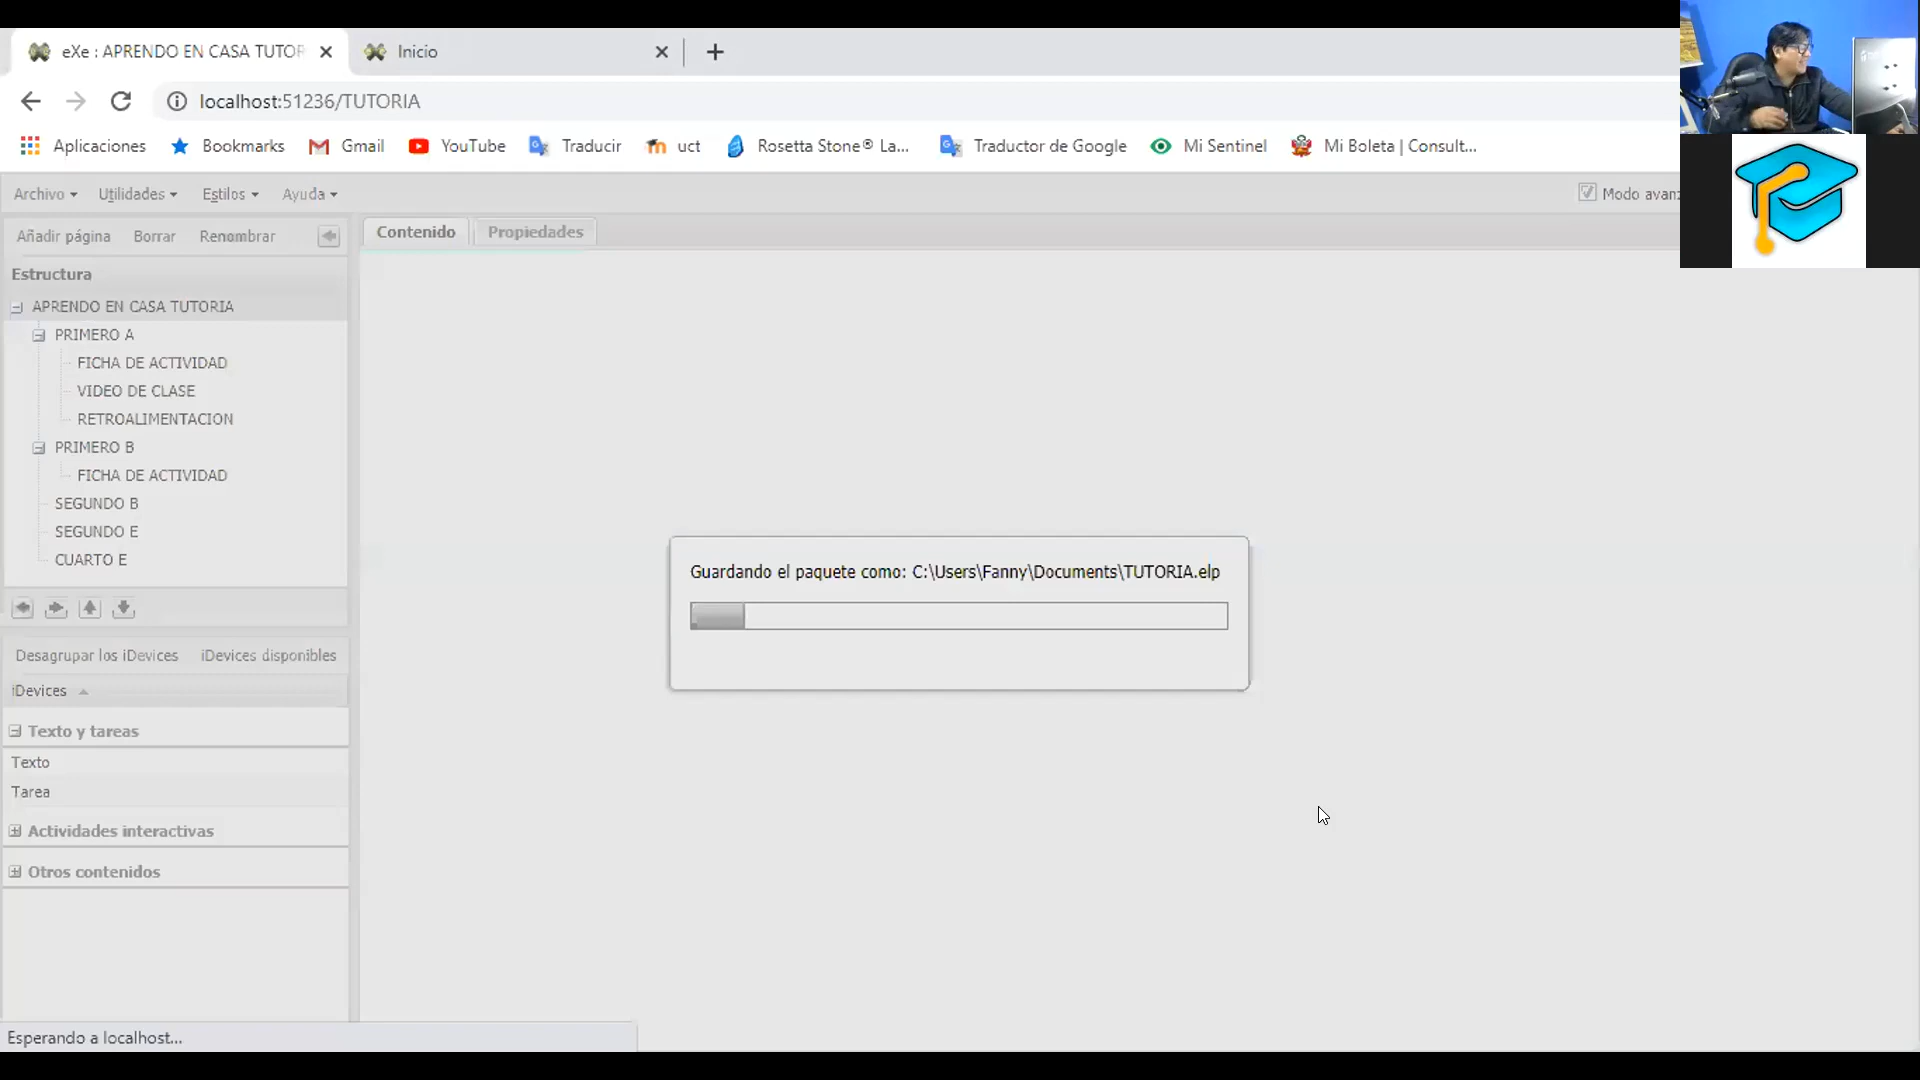 eXe : APRENDO EN CASA TUTOR
Inicio
localhost:51236/TUTORIA
Aplicaciones
Bookmarks
Gmail
YouTube
Traducir
uct
Rosetta Stone® La...
Traductor de Google
Mi Sentinel
Mi Boleta | Consult...
Archivo
Utilidades
Estilos
Ayuda
Modo avan
Añadir página
Borrar
Renombrar
Contenido
Propiedades
Estructura
APRENDO EN CASA TUTORIA
PRIMERO A
FICHA DE ACTIVIDAD
VIDEO DE CLASE
RETROALIMENTACION
PRIMERO B
FICHA DE ACTIVIDAD
SEGUNDO B
SEGUNDO E
CUARTO E
Guardando el paquete como: C:\Users\Fanny\Documents\TUTORIA.elp
Desagrupar los iDevices
iDevices disponibles
iDevices
Texto y tareas
Texto
Tarea
Actividades interactivas
Otros contenidos
Esperando a localhost...